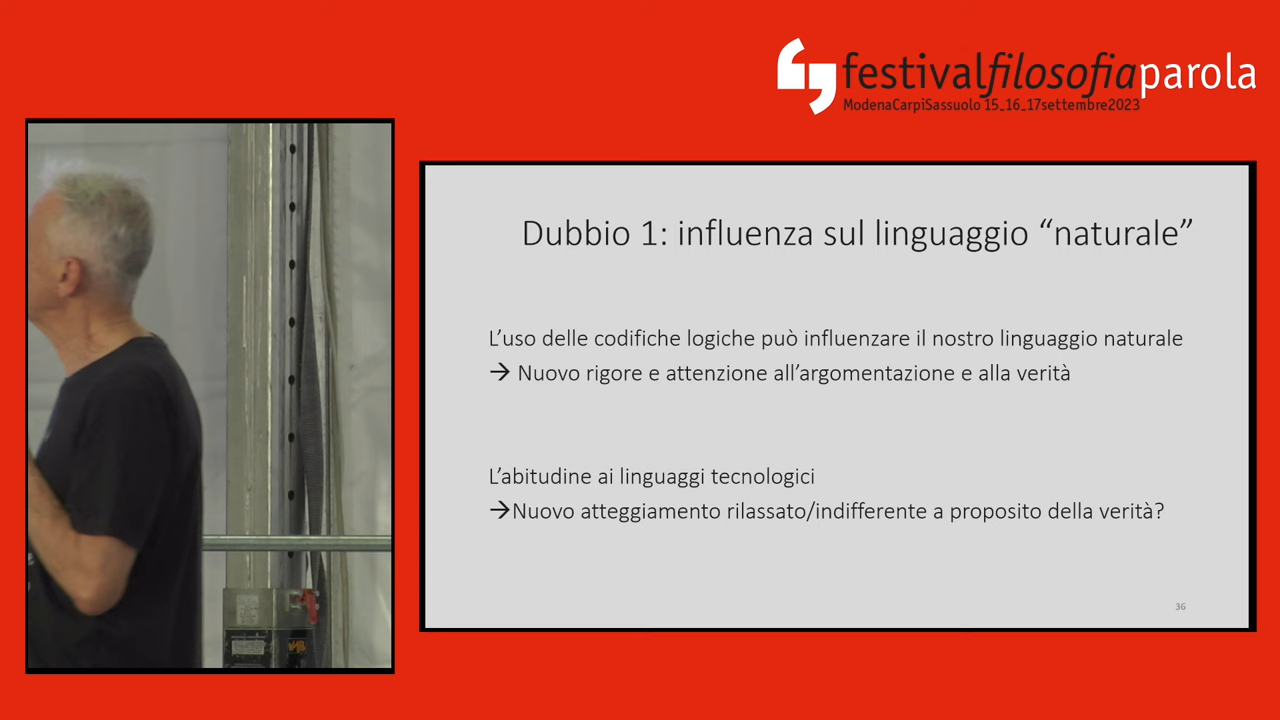 festivalfilosofiaparola
ModenaCarpiSassuolo 15_16_17settembre2023
Dubbio 1: influenza sul linguaggio “naturale”
L’uso delle codifiche logiche può influenzare il nostro linguaggio naturale
→ Nuovo rigore e attenzione all’argomentazione e alla verità
L’abitudine ai linguaggi tecnologici
→Nuovo atteggiamento rilassato/indifferente a proposito della verità?
36